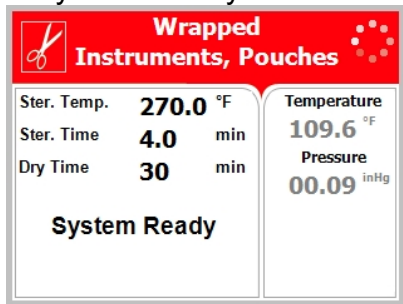 Wrapped
Instruments, Pouches
Ster. Temp. 270.0 °F
Ster. Time 4.0 min
Dry Time 30 min
System Ready
Temperature
109.6 °F
Pressure
00.09 inHg